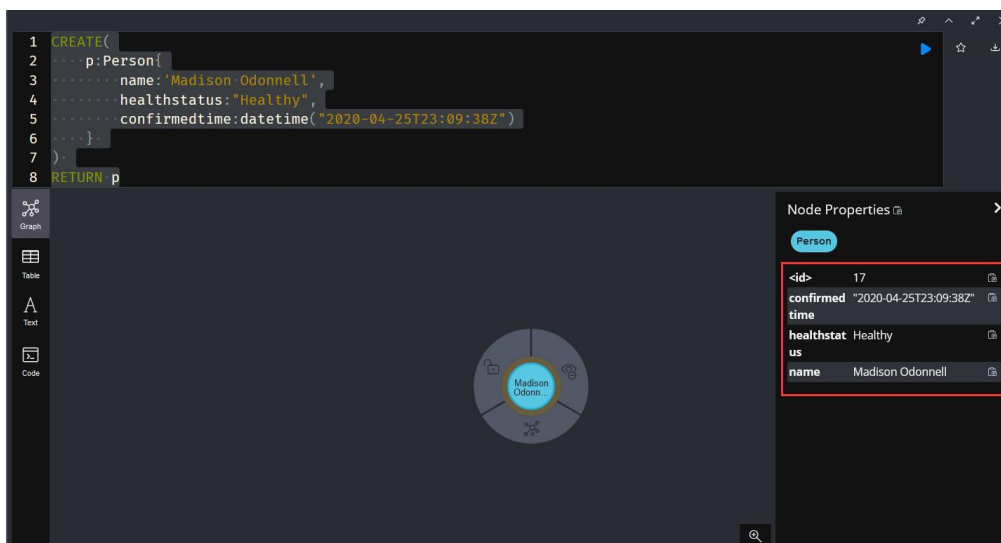 1 CREATE(
2 ····p:Person{
3 ········name:'Madison·Odonnell',
4 ········healthstatus:"Healthy",
5 ········confirmedtime:datetime("2020-04-25T23:09:38Z")
6 ····}·
7 )·
8 RETURN·p
Graph
Table
A
Text
Code
Madison
Odonn...
Node Properties
Person
<id> 17
confirmed "2020-04-25T23:09:38Z"
time
healthstat Healthy
us
name Madison Odonnell